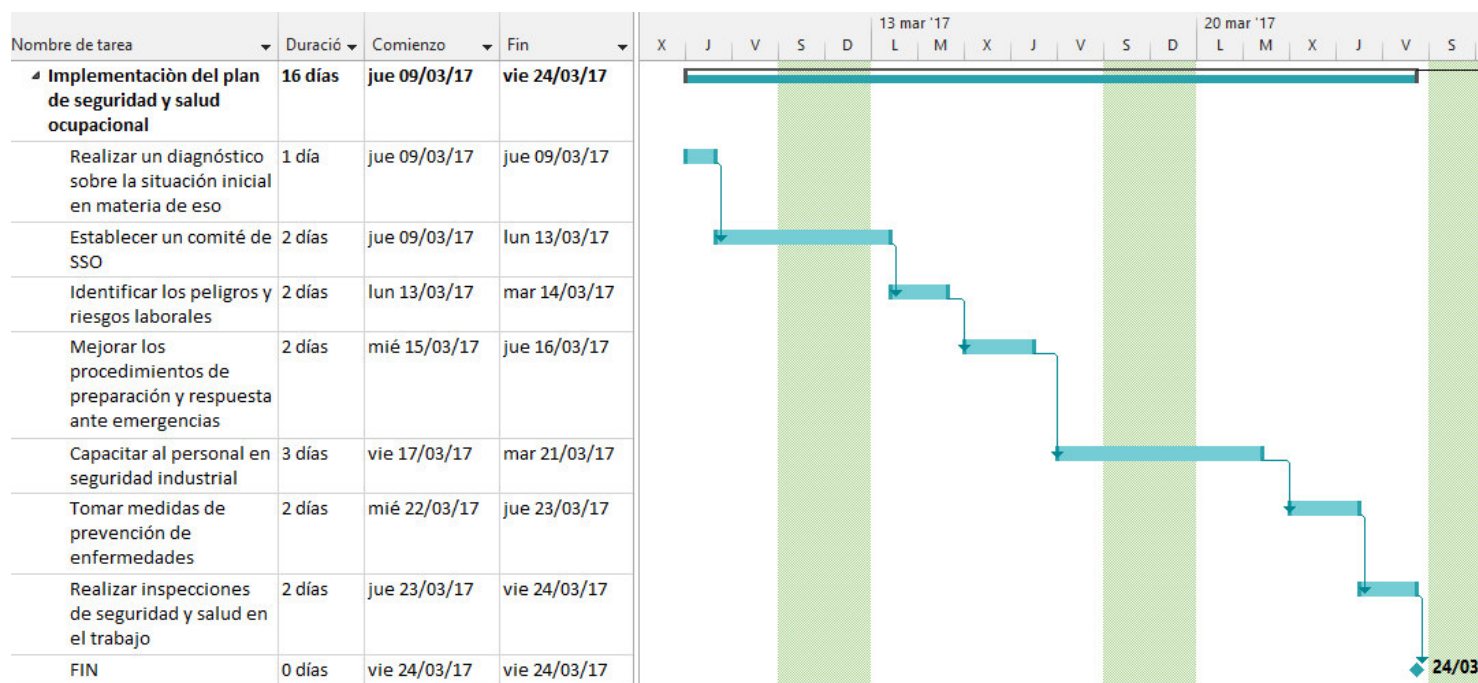 13 mar '17 20 mar '17
Nombre de tarea Duració Comienzo Fin X J V S D L M X J V S D L M X J V S
Implementaciòn del plan 16 días jue 09/03/17 vie 24/03/17
de seguridad y salud
ocupacional
Realizar un diagnóstico 1 día jue 09/03/17 jue 09/03/17
sobre la situación inicial
en materia de eso
Establecer un comité de 2 días jue 09/03/17 lun 13/03/17
SSO
Identificar los peligros y 2 días lun 13/03/17 mar 14/03/17
riesgos laborales
Mejorar los 2 días mié 15/03/17 jue 16/03/17
procedimientos de
preparación y respuesta
ante emergencias
Capacitar al personal en 3 días vie 17/03/17 mar 21/03/17
seguridad industrial
Tomar medidas de 2 días mié 22/03/17 jue 23/03/17
prevención de
enfermedades
Realizar inspecciones 2 días jue 23/03/17 vie 24/03/17
de seguridad y salud en
el trabajo
FIN 0 días vie 24/03/17 vie 24/03/17 24/03